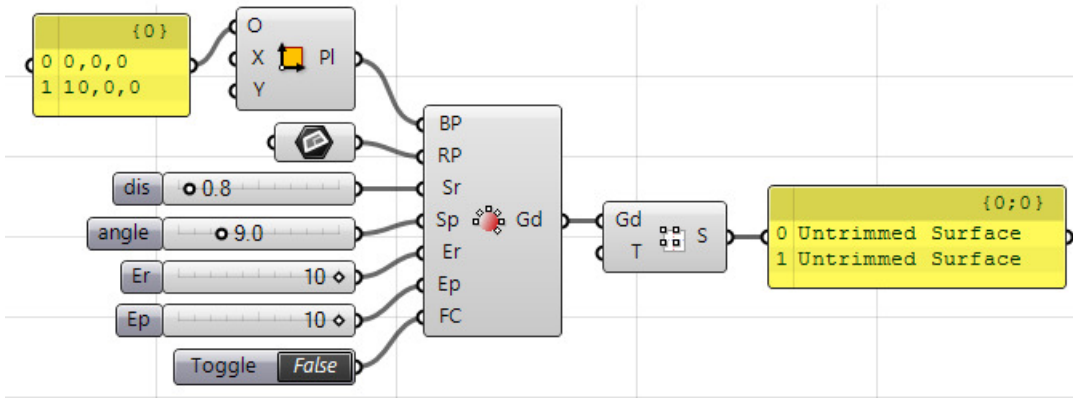 {0}
0 0,0,0
1 10,0,0
O
X Pl
Y
BP
RP
dis 0.8 Sr
angle 9.0 Sp Gd
Er 10 Er
Ep 10 Ep
Toggle False FC
Gd S
T
{0;0}
0 Untrimmed Surface
1 Untrimmed Surface